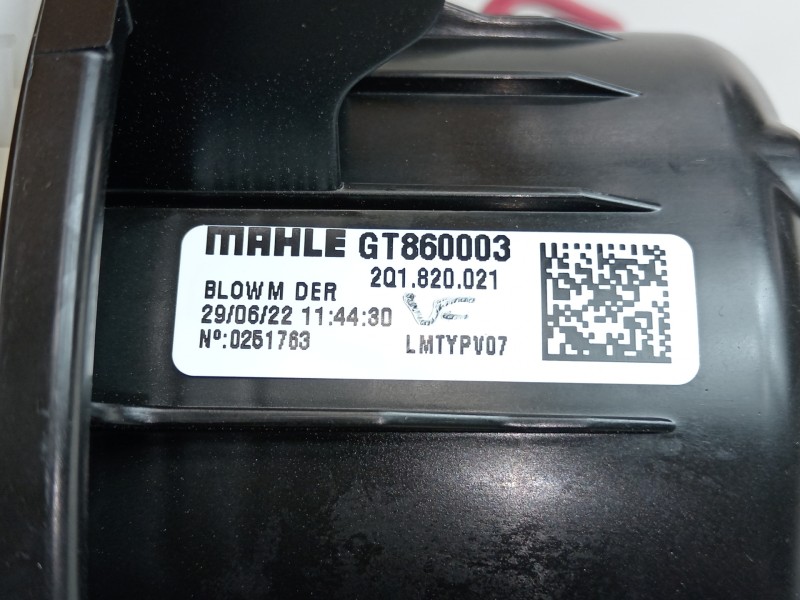 MAHLE GT860003
2Q1.820.021
BLOWM DER
29/06/22 11:44:30
Nº:0251763 LMTYPV07